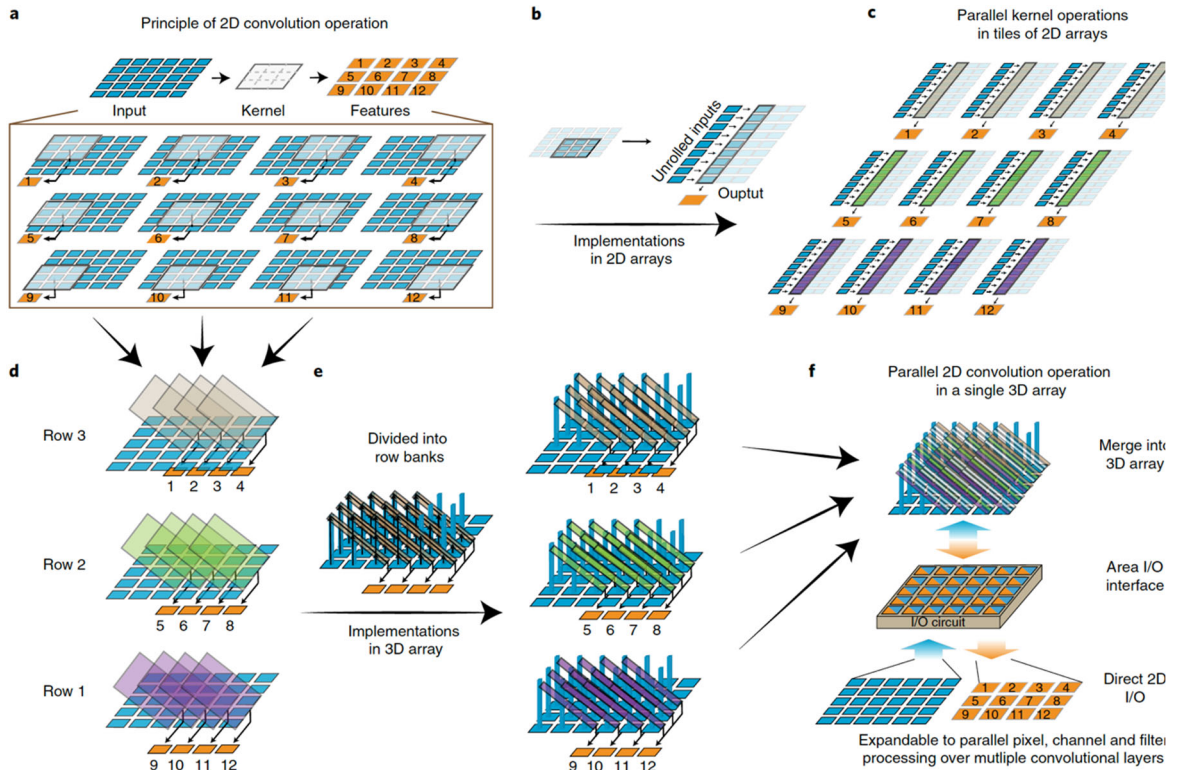 a
Principle of 2D convolution operation
1 2 3 4
5 6 7 8
9 10 11 12
Input
Kernel
Features
1 2 3 4
5 6 7 8
9 10 11 12
b
Unrolled inputs
Ouptut
Implementations
in 2D arrays
c
Parallel kernel operations
in tiles of 2D arrays
1 2 3 4
5 6 7 8
9 10 11 12
d
Row 3
1 2 3 4
Row 2
5 6 7 8
Row 1
9 10 11 12
e
Divided into
row banks
Implementations
in 3D array
1 2 3 4
5 6 7 8
9 10 11 12
f
Parallel 2D convolution operation
in a single 3D array
Merge into
3D array
Area I/O
interface
I/O circuit
Direct 2D
I/O
1 2 3 4
5 6 7 8
9 10 11 12
Expandable to parallel pixel, channel and filter
processing over mutliple convolutional layers